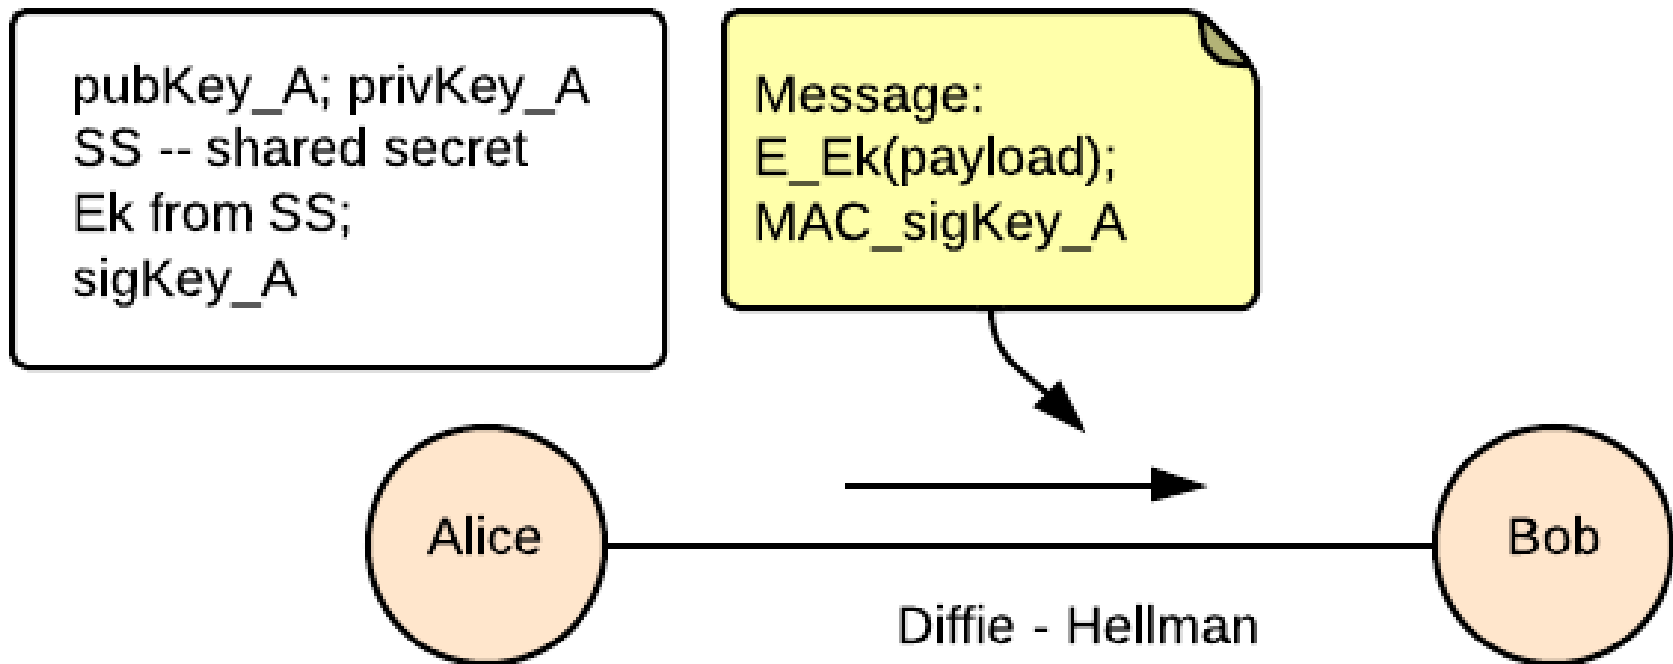 pubKey_A; privKey_A
SS -- shared secret
Ek from SS;
sigKey_A
Message:
E_Ek(payload);
MAC_sigKey_A
Alice
Bob
Diffie - Hellman